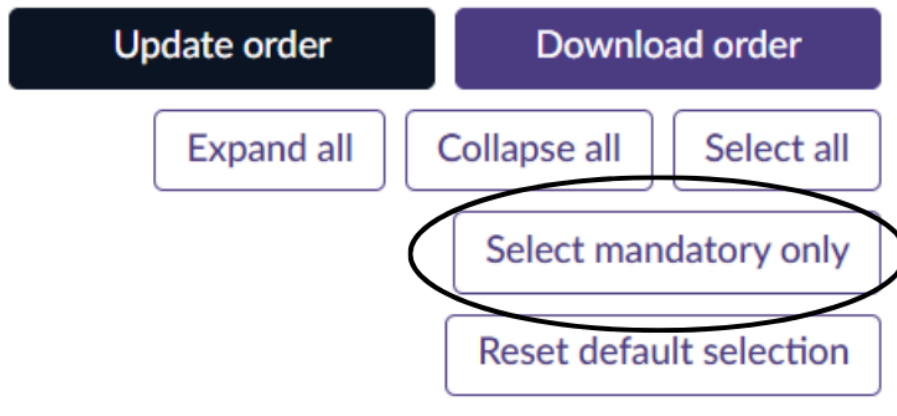 Update order Download order
Expand all Collapse all Select all
Select mandatory only
Reset default selection